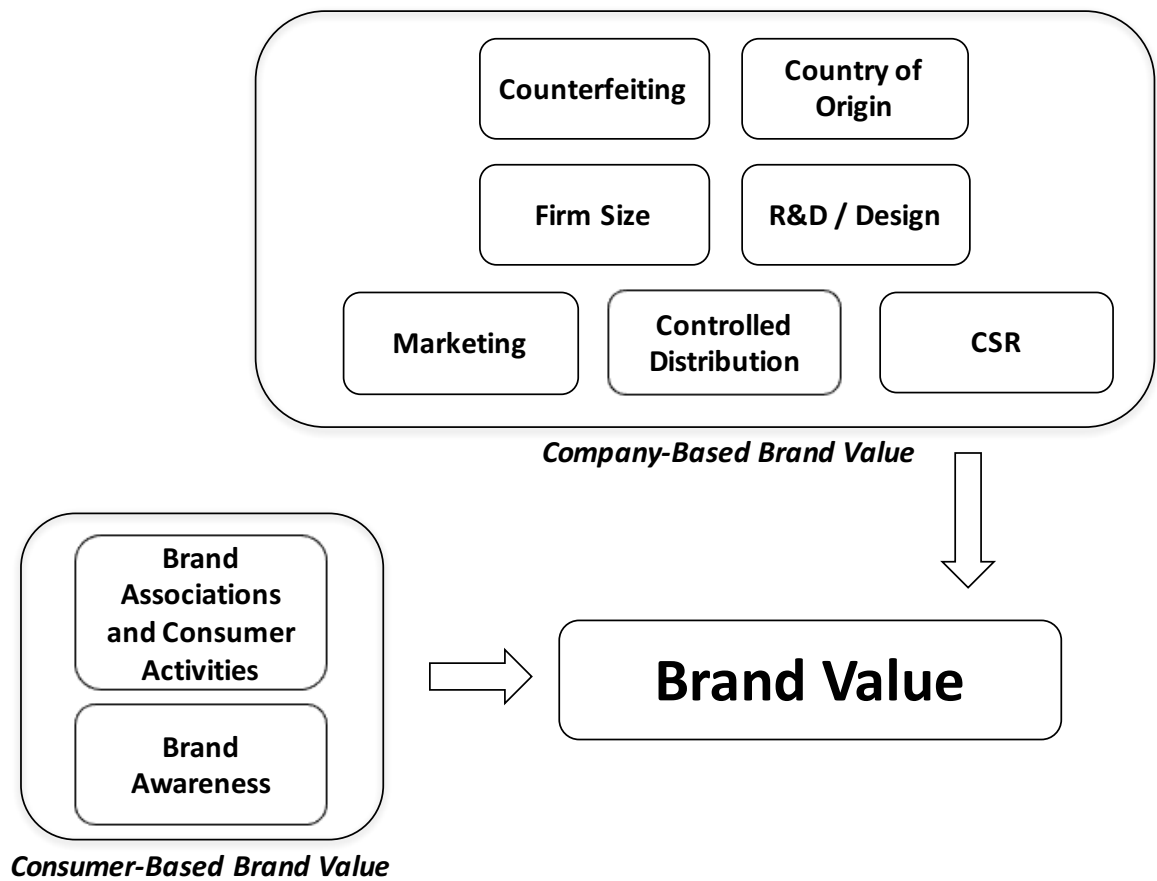 Counterfeiting
Country of
Origin
Firm Size
R&D / Design
Marketing
Controlled
Distribution
CSR
Company-Based Brand Value
Brand
Associations
and Consumer
Activities
Brand
Awareness
Consumer-Based Brand Value
Brand Value